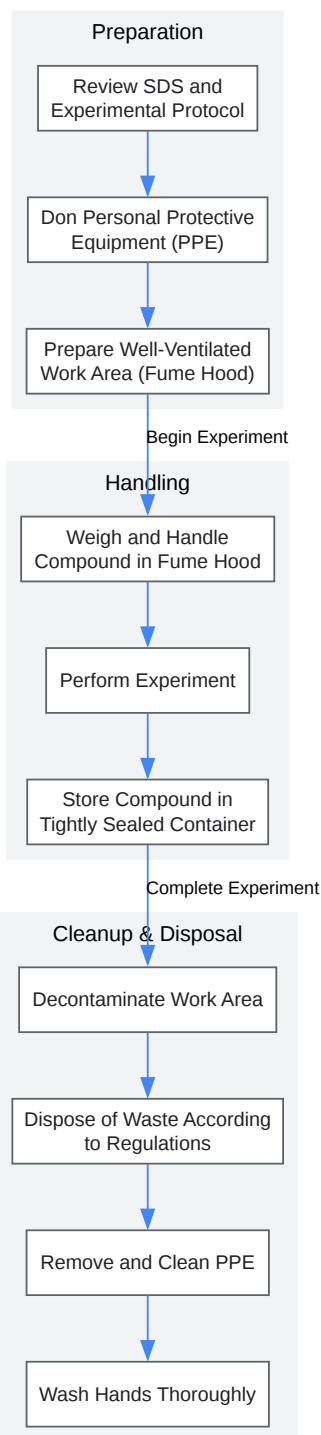 Preparation
Review SDS and
Experimental Protocol
Don Personal Protective
Equipment (PPE)
Prepare Well-Ventilated
Work Area (Fume Hood)
Begin Experiment
Handling
Weigh and Handle
Compound in Fume Hood
Perform Experiment
Store Compound in
Tightly Sealed Container
Complete Experiment
Cleanup & Disposal
Decontaminate Work Area
Dispose of Waste According
to Regulations
Remove and Clean PPE
Wash Hands Thoroughly